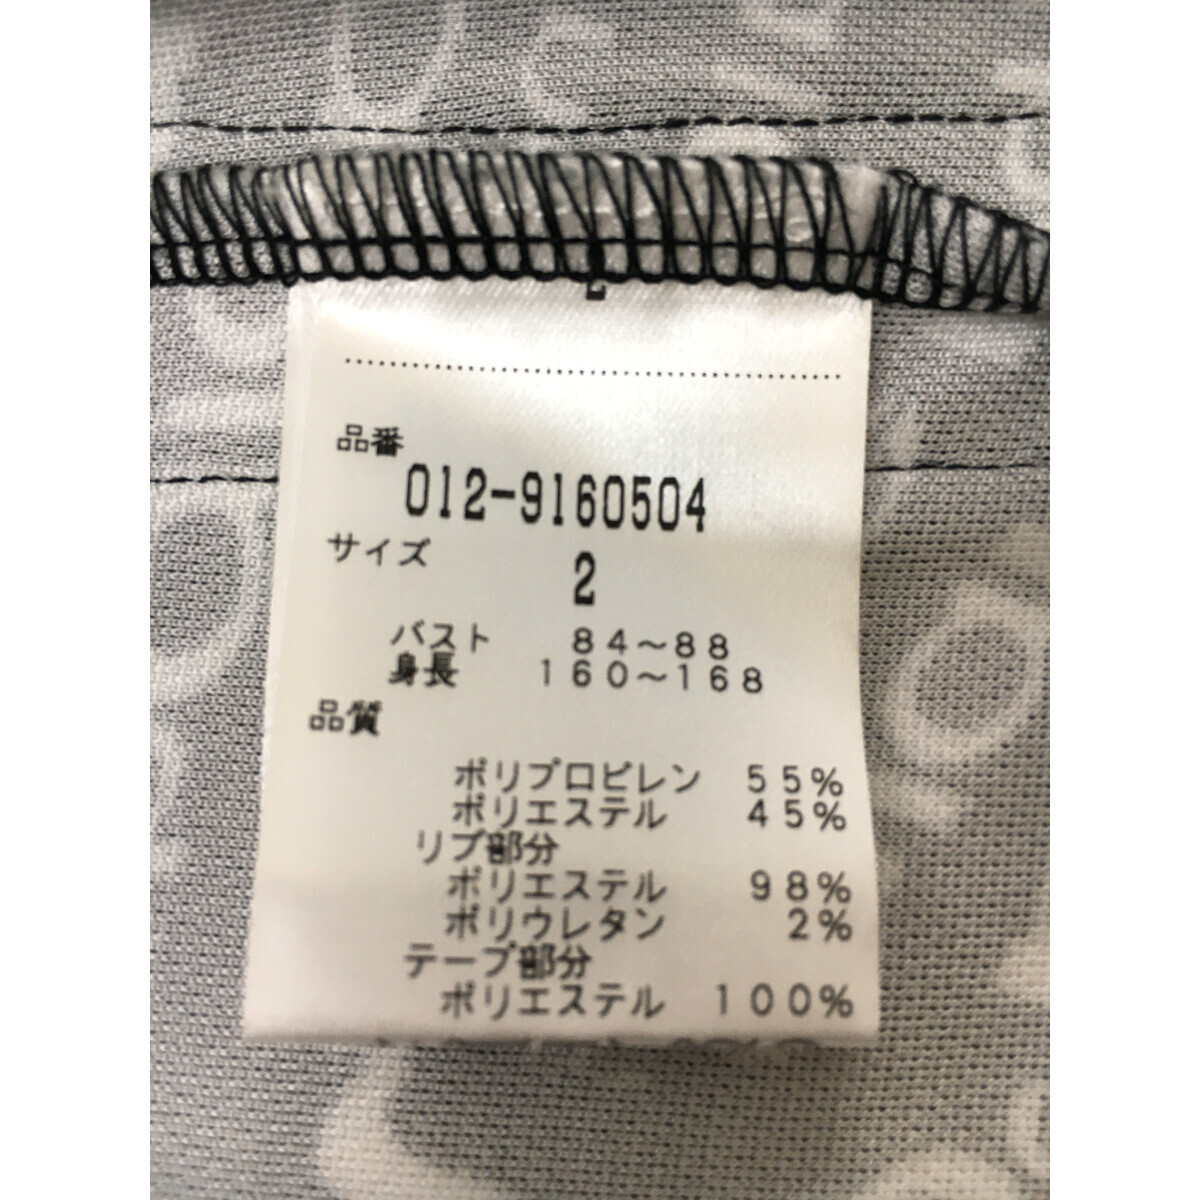 品番
012-9160504
サイズ
2
バスト 84～88
身長 160～168
品質
ポリプロピレン 55%
ポリエステル 45%
リブ部分
ポリエステル 98%
ポリウレタン 2%
テープ部分
ポリエステル 100%